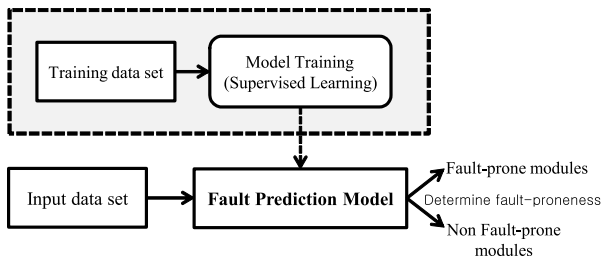 Training data set
Model Training
(Supervised Learning)
Input data set
Fault Prediction Model
Fault-prone modules
Determine fault-proneness
Non Fault-prone
modules